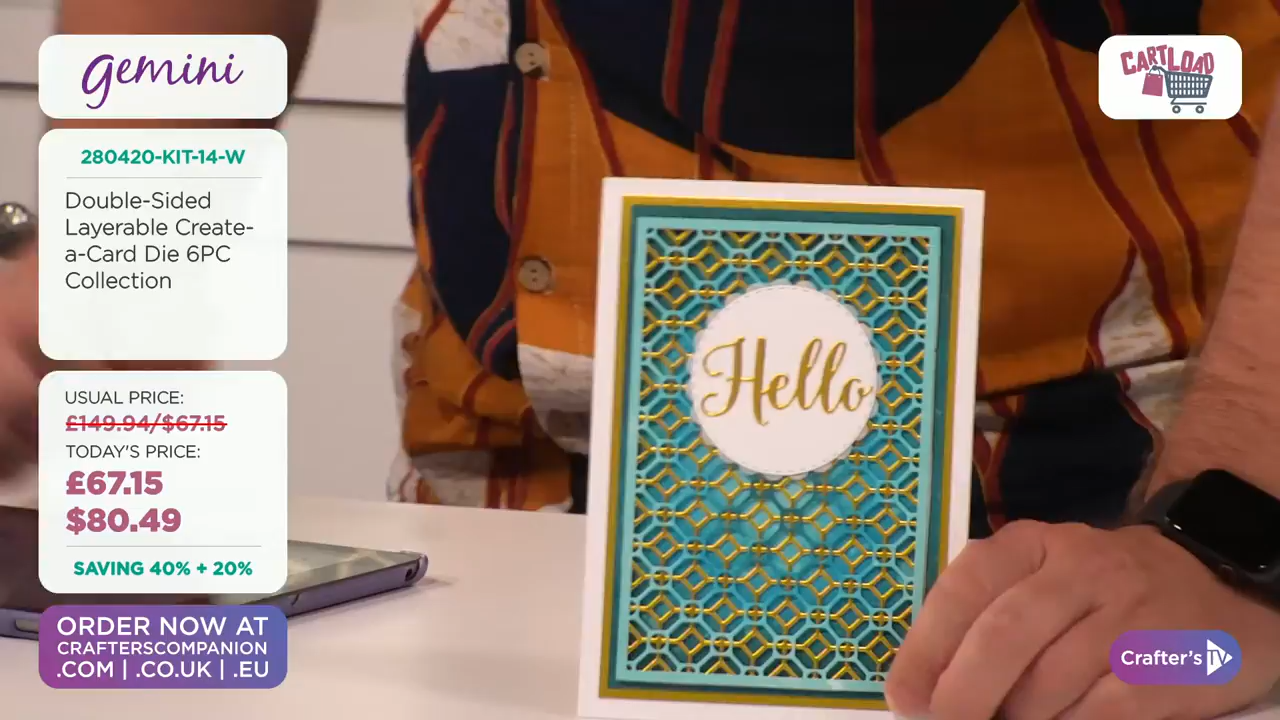 gemini
280420-KIT-14-W
Double-Sided
Layerable Create-
a-Card Die 6PC
Collection
USUAL PRICE:
£149.94/$67.15
TODAY'S PRICE:
£67.15
$80.49
SAVING 40% + 20%
ORDER NOW AT
CRAFTERSCOMPANION
.COM | .CO.UK | .EU
Hello
CARTLOAD
Crafter's TV